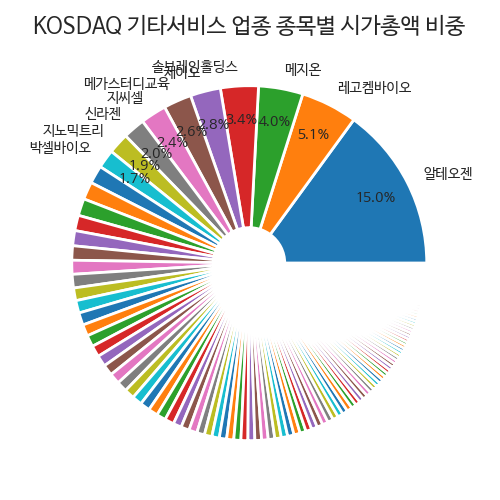 KOSDAQ 기타서비스 업종 종목별 시가총액 비중
알테오젠
레고켐바이오
메지온
솔브레인홀딩스
제이오
메가스터디교육
지씨셀
신라젠
지노믹트리
박셀바이오
15.0%
5.1%
4.0%
3.4%
2.8%
2.6%
2.4%
2.0%
1.9%
1.7%